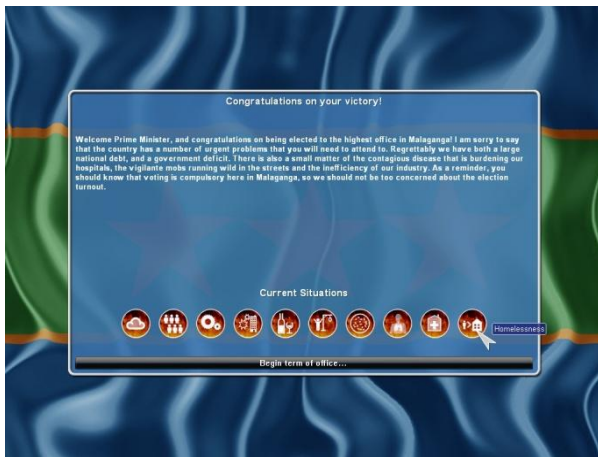 Congratulations on your victory!
Welcome Prime Minister, and congratulations on being elected to the highest office in Malaganga! I am sorry to say
that the country has a number of urgent problems that you will need to attend to. Regrettably we have both a large
national debt, and a government deficit. There is also a small matter of the contagious disease that is burdening our
hospitals, the vigilante mobs running wild in the streets and the inefficiency of our industry. As a reminder, you
should know that voting is compulsory here in Malaganga, so we should not be too concerned about the election
turnout.
Current Situations
Homelessness
Begin term of office...